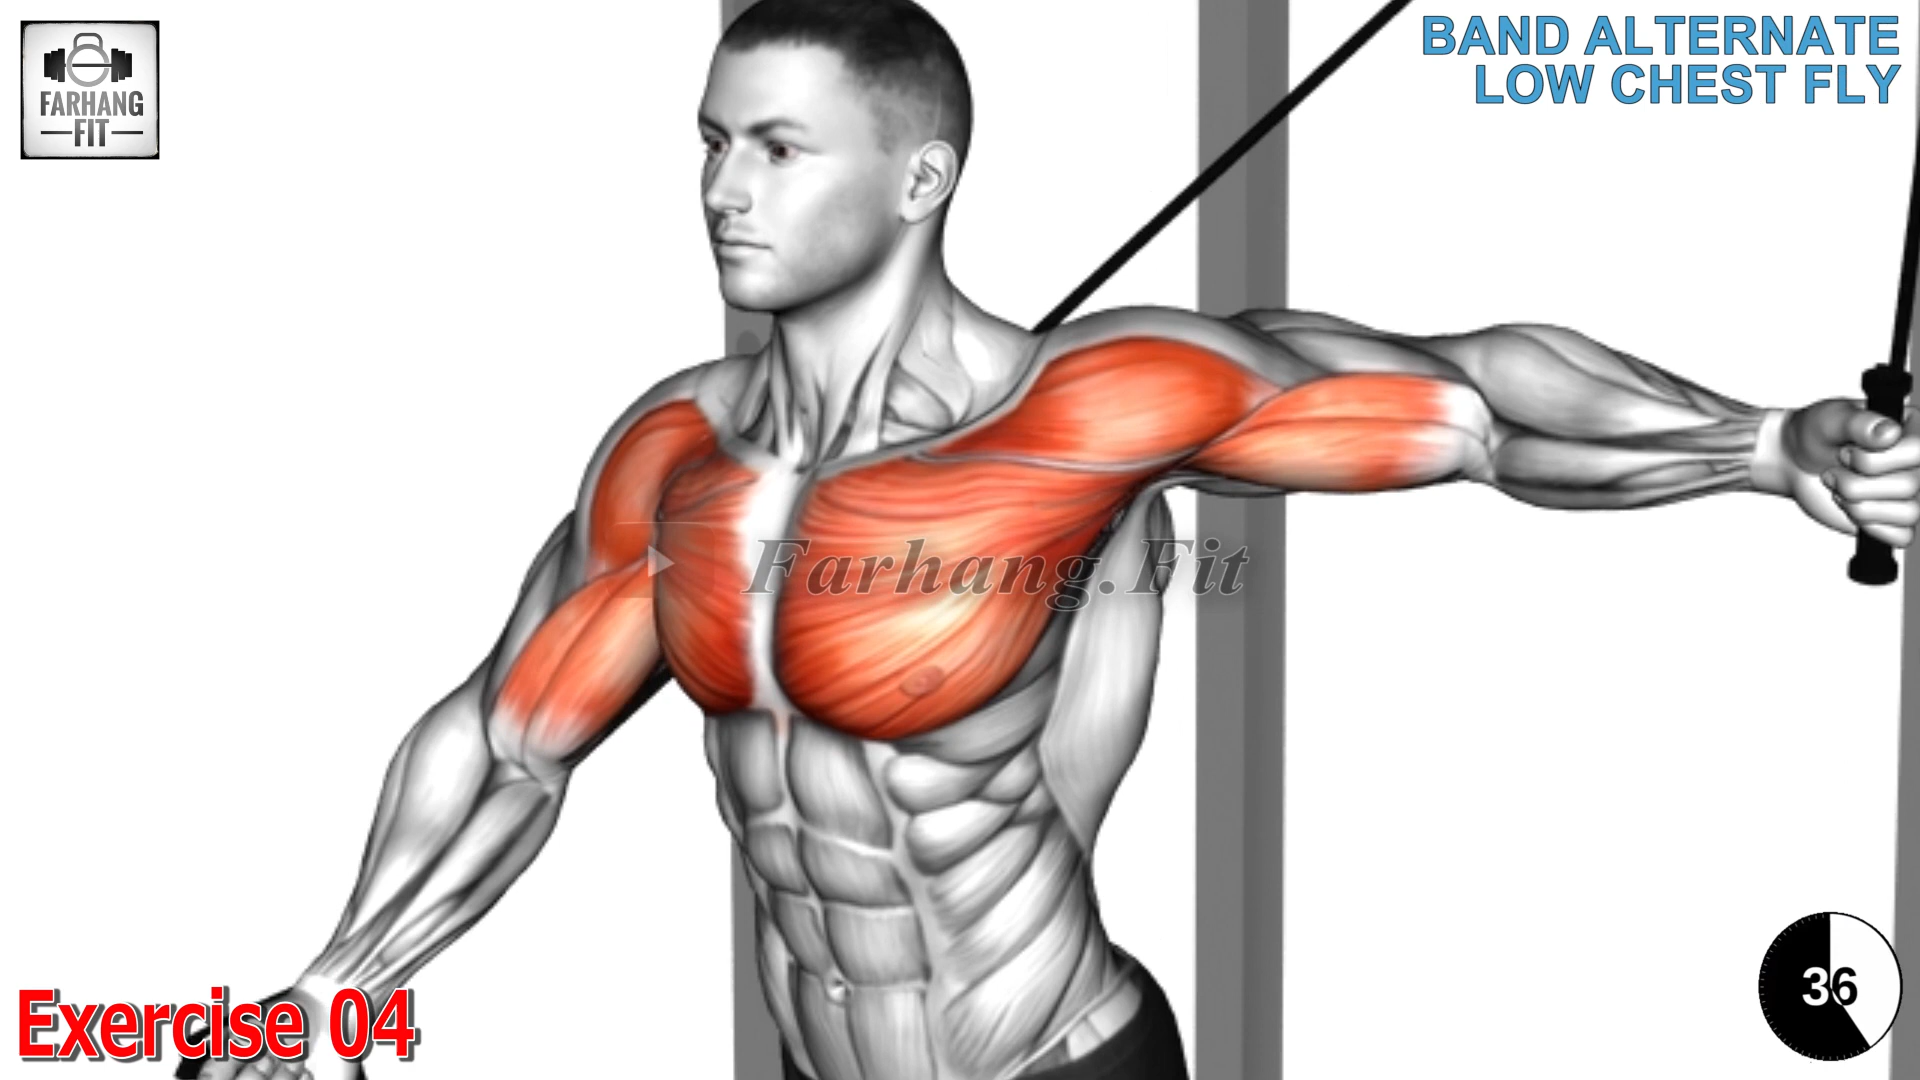 FARHANG
FIT
BAND ALTERNATE
LOW CHEST FLY
Farhang.Fit
Exercise 04
36